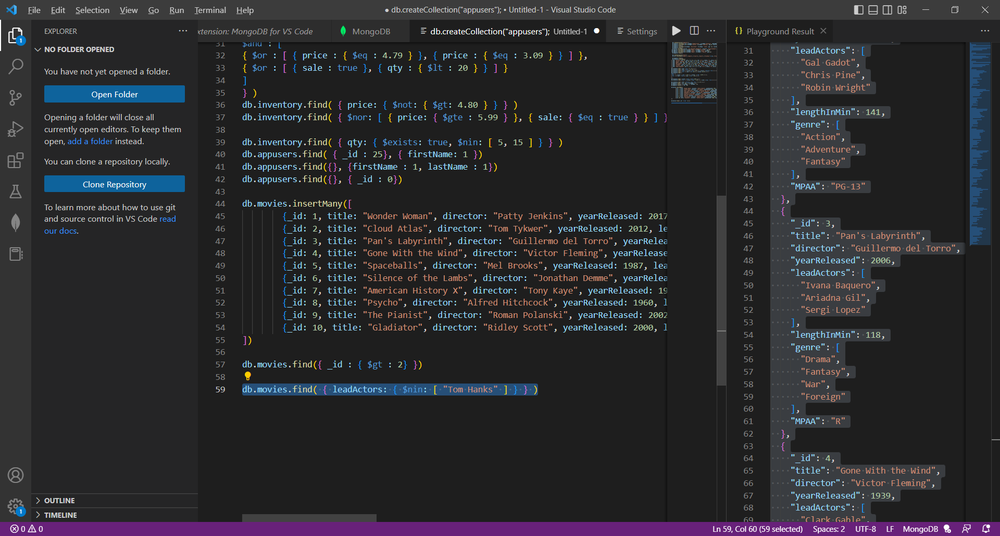 File Edit Selection View Go Run Terminal Help
● db.createCollection("appusers"); • Untitled-1 - Visual Studio Code
EXPLORER
NO FOLDER OPENED
You have not yet opened a folder.
Open Folder
Opening a folder will close all
currently open editors. To keep them
open, add a folder instead.
You can clone a repository locally.
Clone Repository
To learn more about how to use git
and source control in VS Code read
our docs.
OUTLINE
TIMELINE
1
1
xtension: MongoDB for VS Code
MongoDB
db.createCollection("appusers"); Untitled-1
Settings
31 $and : [
32 { $or : [ { price : { $eq : 4.79 } }, { price : { $eq : 3.09 } } ] },
33 { $or : [ { sale : true }, { qty : { $lt : 20 } } ] }
34 ]
35 } )
36 db.inventory.find( { price: { $not: { $gt: 4.80 } } } )
37 db.inventory.find( { $nor: [ { price: { $gte : 5.99 } }, { sale: { $eq : true } } ] }
38
39 db.inventory.find( { qty: { $exists: true, $nin: [ 5, 15 ] } } )
40 db.appusers.find( { _id : 25}, { firstName: 1 })
41 db.appusers.find({}, {firstName : 1, lastName : 1})
42 db.appusers.find({}, { _id : 0})
43
44 db.movies.insertMany([
45 {_id: 1, title: "Wonder Woman", director: "Patty Jenkins", yearReleased: 2017
46 {_id: 2, title: "Cloud Atlas", director: "Tom Tykwer", yearReleased: 2012, le
47 {_id: 3, title: "Pan's Labyrinth", director: "Guillermo del Torro", yearRelea
48 {_id: 4, title: "Gone With the Wind", director: "Victor Fleming", yearRelease
49 {_id: 5, title: "Spaceballs", director: "Mel Brooks", yearReleased: 1987, lea
50 {_id: 6, title: "Silence of the Lambs", director: "Jonathan Demme", yearRelea
51 {_id: 7, title: "American History X", director: "Tony Kaye", yearReleased: 19
52 {_id: 8, title: "Psycho", director: "Alfred Hitchcock", yearReleased: 1960, l
53 {_id: 9, title: "The Pianist", director: "Roman Polanski", yearReleased: 2002
54 {_id: 10, title: "Gladiator", director: "Ridley Scott", yearReleased: 2000, l
55 ])
56
57 db.movies.find({ _id : { $gt : 2} })
58
59 db.movies.find( { leadActors: { $nin: [ "Tom Hanks" ] } } )
{} Playground Result
31 "leadActors": [
32 "Gal Gadot",
33 "Chris Pine",
34 "Robin Wright"
35 ],
36 "lengthInMin": 141,
37 "genre": [
38 "Action",
39 "Adventure",
40 "Fantasy"
41 ],
42 "MPAA": "PG-13"
43 },
44 {
45 "_id": 3,
46 "title": "Pan's Labyrinth",
47 "director": "Guillermo del Torro",
48 "yearReleased": 2006,
49 "leadActors": [
50 "Ivana Baquero",
51 "Ariadna Gil",
52 "Sergi Lopez"
53 ],
54 "lengthInMin": 118,
55 "genre": [
56 "Drama",
57 "Fantasy",
58 "War",
59 "Foreign"
60 ],
61 "MPAA": "R"
62 },
63 {
64 "_id": 4,
65 "title": "Gone With the Wind",
66 "director": "Victor Fleming",
67 "yearReleased": 1939,
68 "leadActors": [
69 "Clark Gable",
0 0
Ln 59, Col 60 (59 selected) Spaces: 2 UTF-8 LF MongoDB